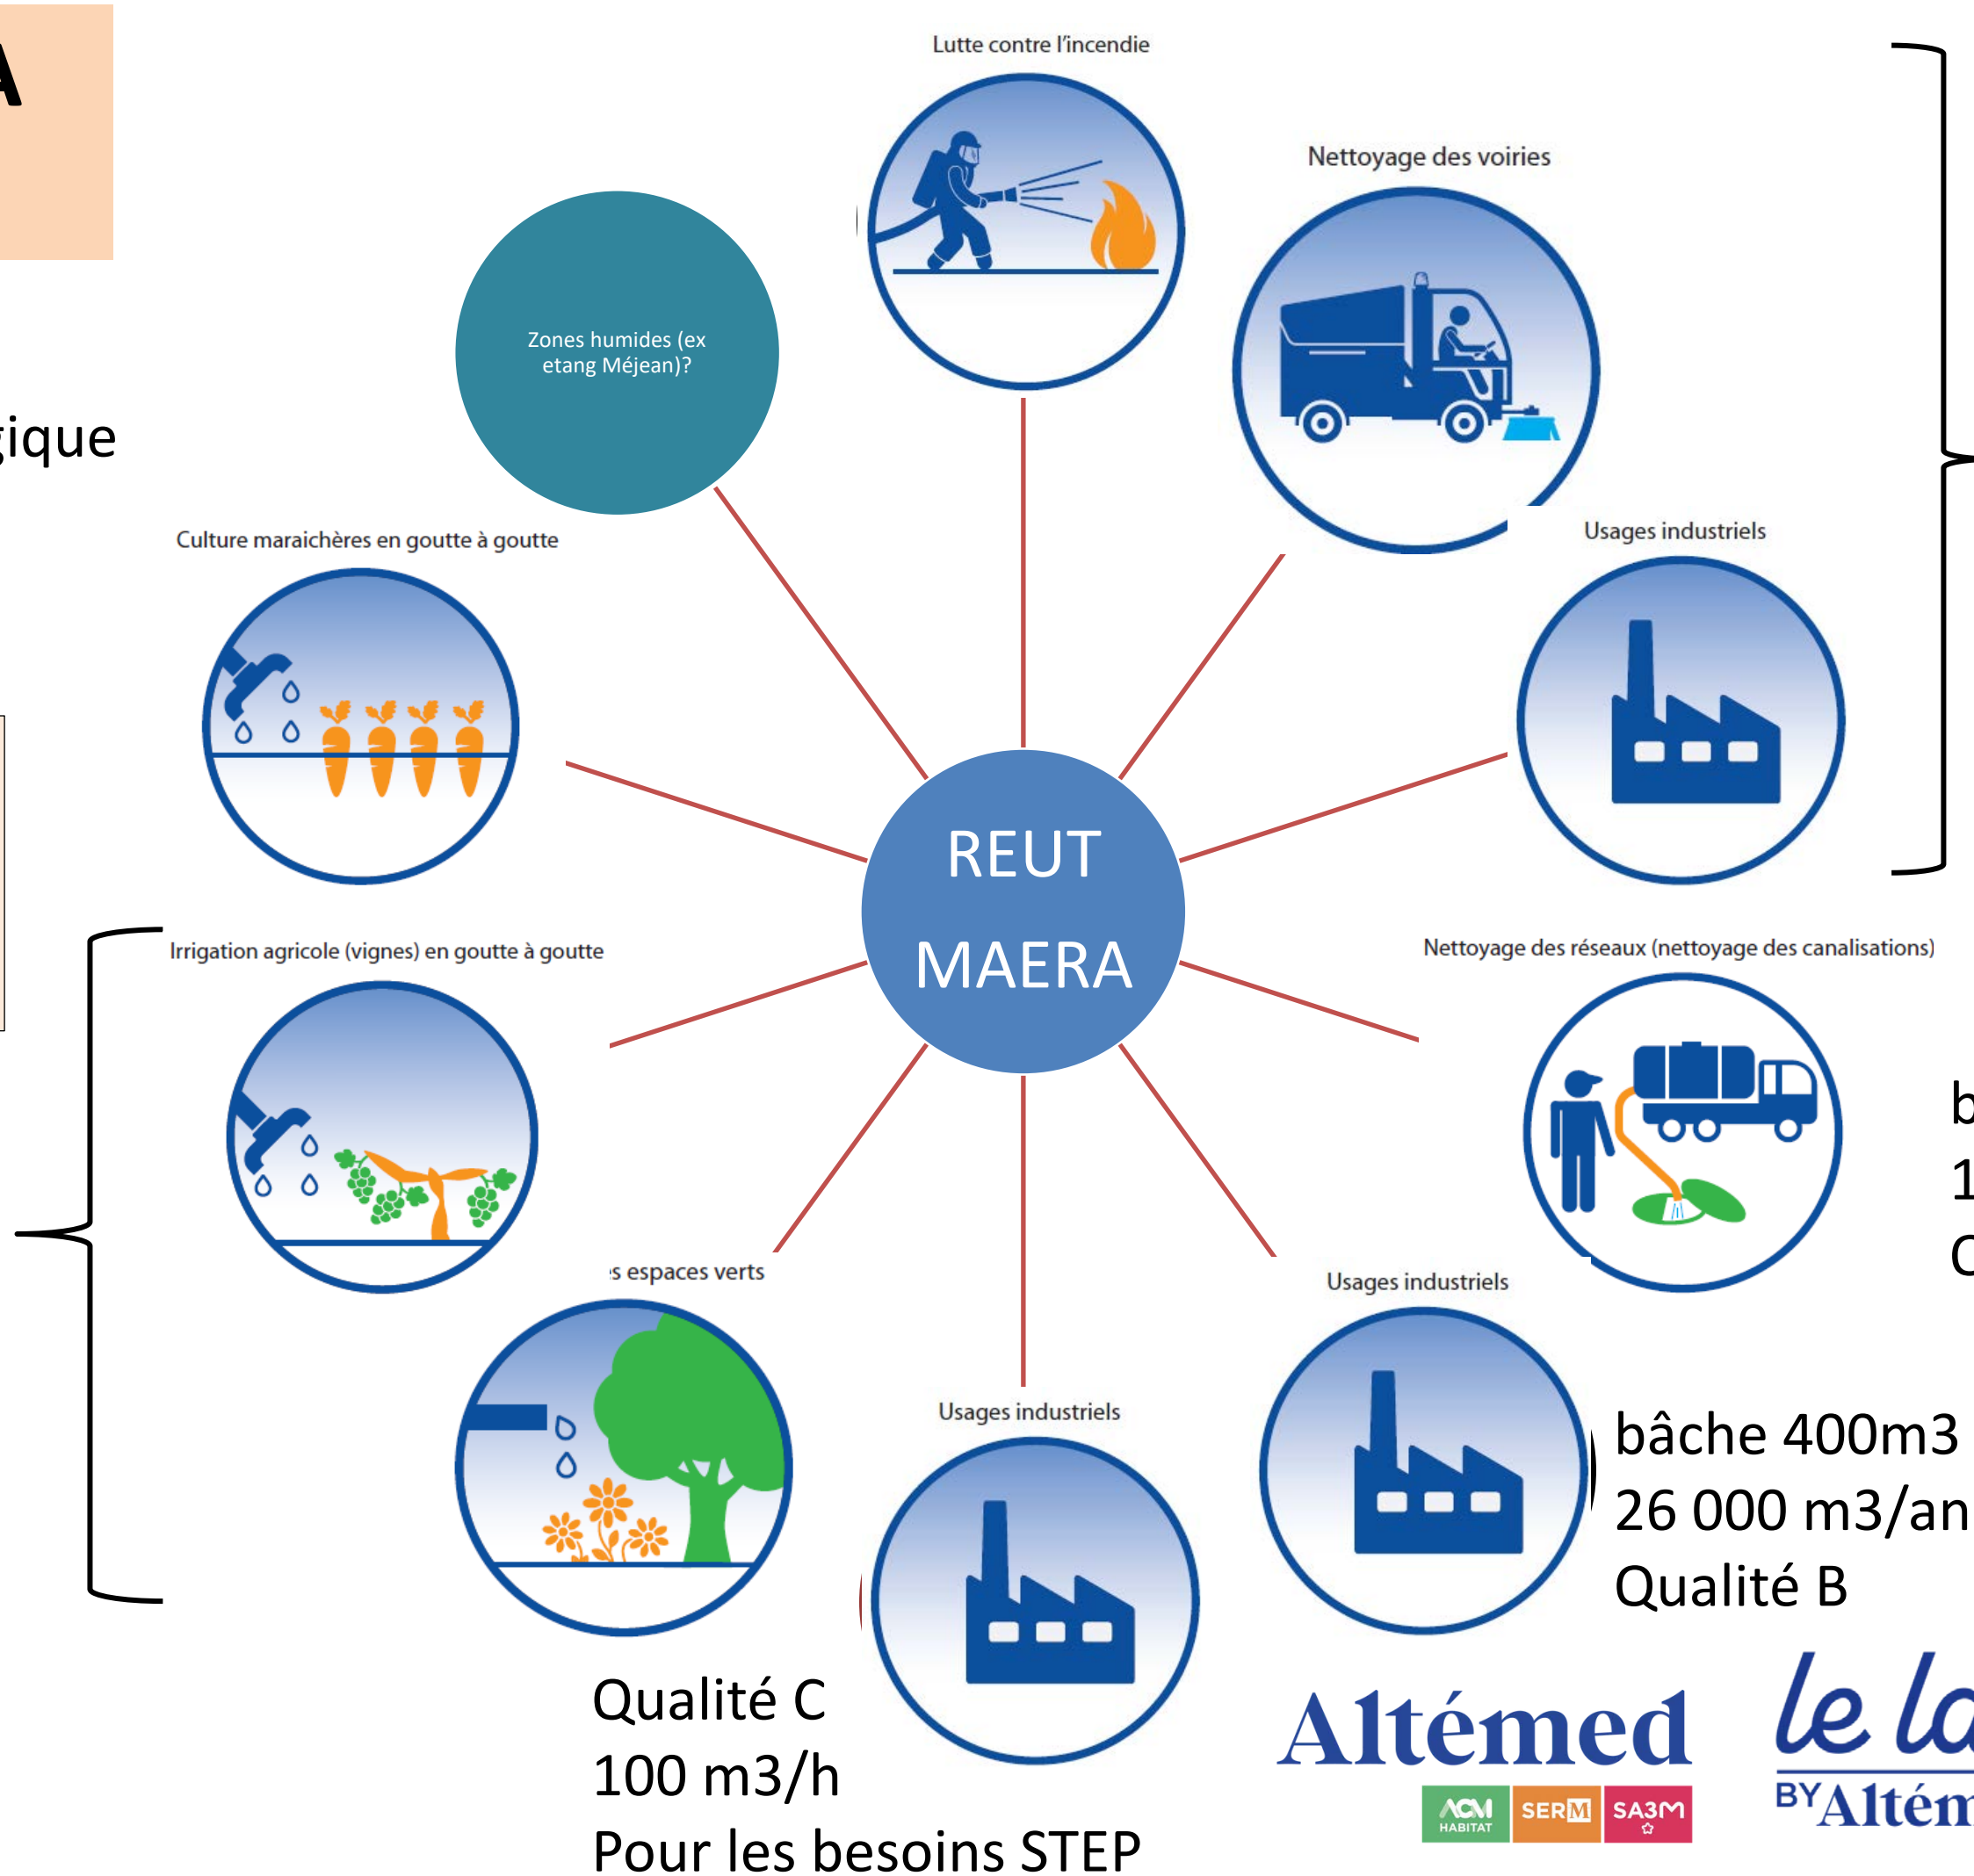 A
Lutte contre l'incendie
Nettoyage des voiries
Zones humides (ex
etang Méjean)?
gique
Culture maraichères en goutte à goutte
Usages industriels
REUT
MAERA
Irrigation agricole (vignes) en goutte à goutte
Nettoyage des réseaux (nettoyage des canalisations)
b
1
s espaces verts
Usages industriels
Usages industriels
bâche 400m3
26 000 m3/an
Qualité B
Qualité C
100 m3/h
Pour les besoins STEP
Altémed
ACM
HABITAT
SERM
SA3M
le la
BY Altém